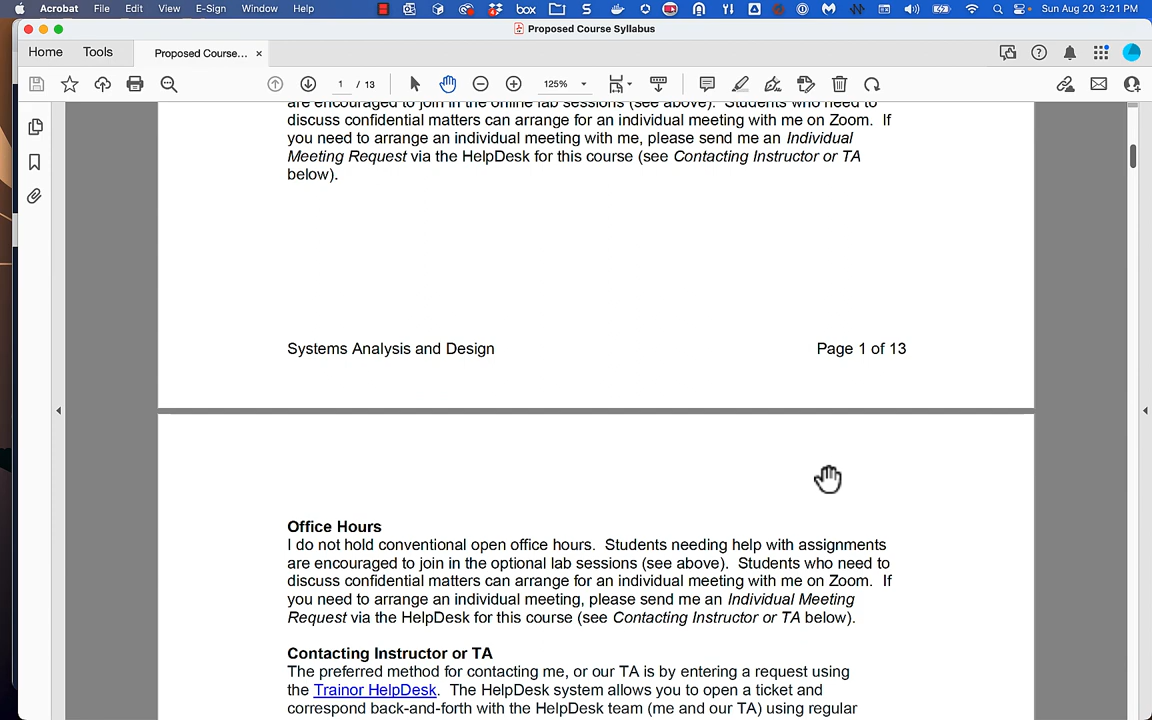 Acrobat File Edit View E-Sign Window Help box Sun Aug 20 3:21 PM
Proposed Course Syllabus
Home Tools Proposed Course... ×
1 / 13 125%
are encouraged to join in the online lab sessions (see above). Students who need to
discuss confidential matters can arrange for an individual meeting with me on Zoom. If
you need to arrange an individual meeting with me, please send me an Individual
Meeting Request via the HelpDesk for this course (see Contacting Instructor or TA
below).
Systems Analysis and Design Page 1 of 13
Office Hours
I do not hold conventional open office hours. Students needing help with assignments
are encouraged to join in the optional lab sessions (see above). Students who need to
discuss confidential matters can arrange for an individual meeting with me on Zoom. If
you need to arrange an individual meeting, please send me an Individual Meeting
Request via the HelpDesk for this course (see Contacting Instructor or TA below).
Contacting Instructor or TA
The preferred method for contacting me, or our TA is by entering a request using
the Trainor HelpDesk. The HelpDesk system allows you to open a ticket and
correspond back-and-forth with the HelpDesk team (me and our TA) using regular